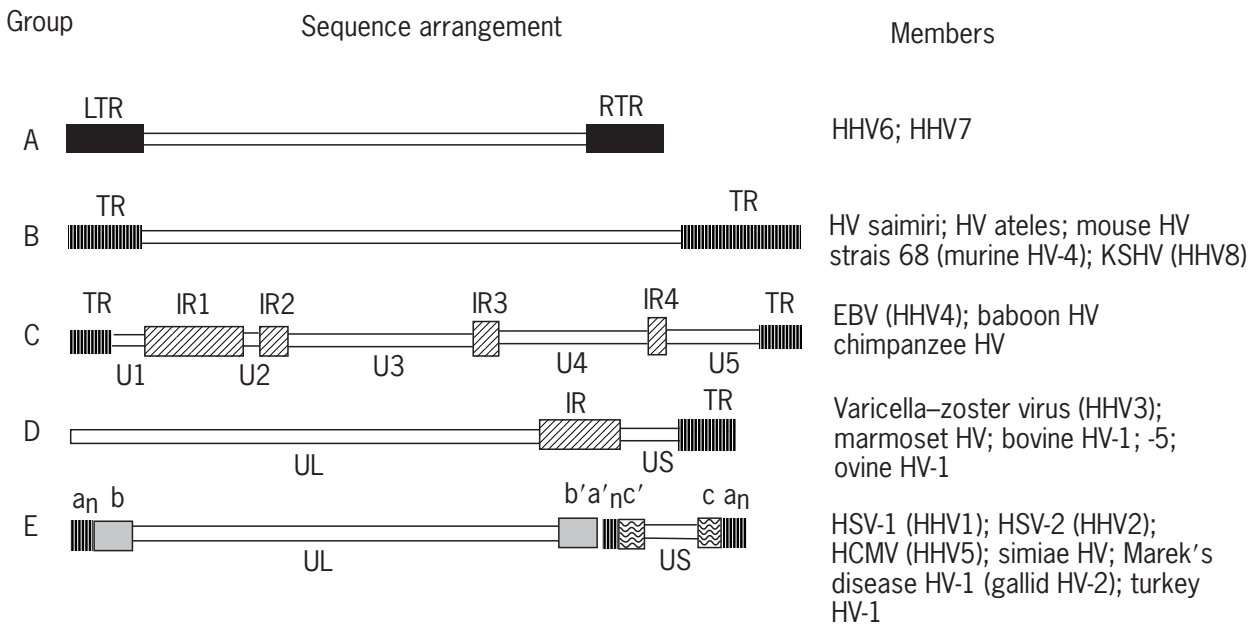 Group Sequence arrangement Members
LTR RTR
A HHV6; HHV7
TR TR
B HV saimiri; HV ateles; mouse HV
strais 68 (murine HV-4); KSHV (HHV8)
TR IR1 IR2 IR3 IR4 TR
C EBV (HHV4); baboon HV
chimpanzee HV
U1 U2 U3 U4 U5
IR TR
D Varicella–zoster virus (HHV3);
marmoset HV; bovine HV-1; -5;
ovine HV-1
UL US
an b b'a'nc' c an
E HSV-1 (HHV1); HSV-2 (HHV2);
HCMV (HHV5); simiae HV; Marek's
disease HV-1 (gallid HV-2); turkey
HV-1
UL US